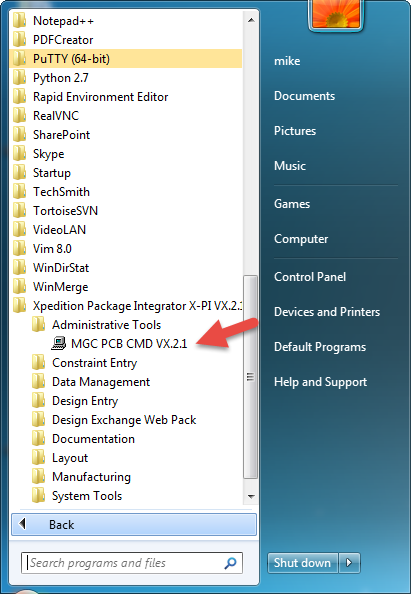 Notepad++
PDFCreator
PuTTY (64-bit)
Python 2.7
Rapid Environment Editor
RealVNC
SharePoint
Skype
Startup
TechSmith
TortoiseSVN
VideoLAN
Vim 8.0
WinDirStat
WinMerge
Xpedition Package Integrator X-PI VX.2.1
Administrative Tools
MGC PCB CMD VX.2.1
Constraint Entry
Data Management
Design Entry
Design Exchange Web Pack
Documentation
Layout
Manufacturing
System Tools
Back
Search programs and files
mike
Documents
Pictures
Music
Games
Computer
Control Panel
Devices and Printers
Default Programs
Help and Support
Shut down